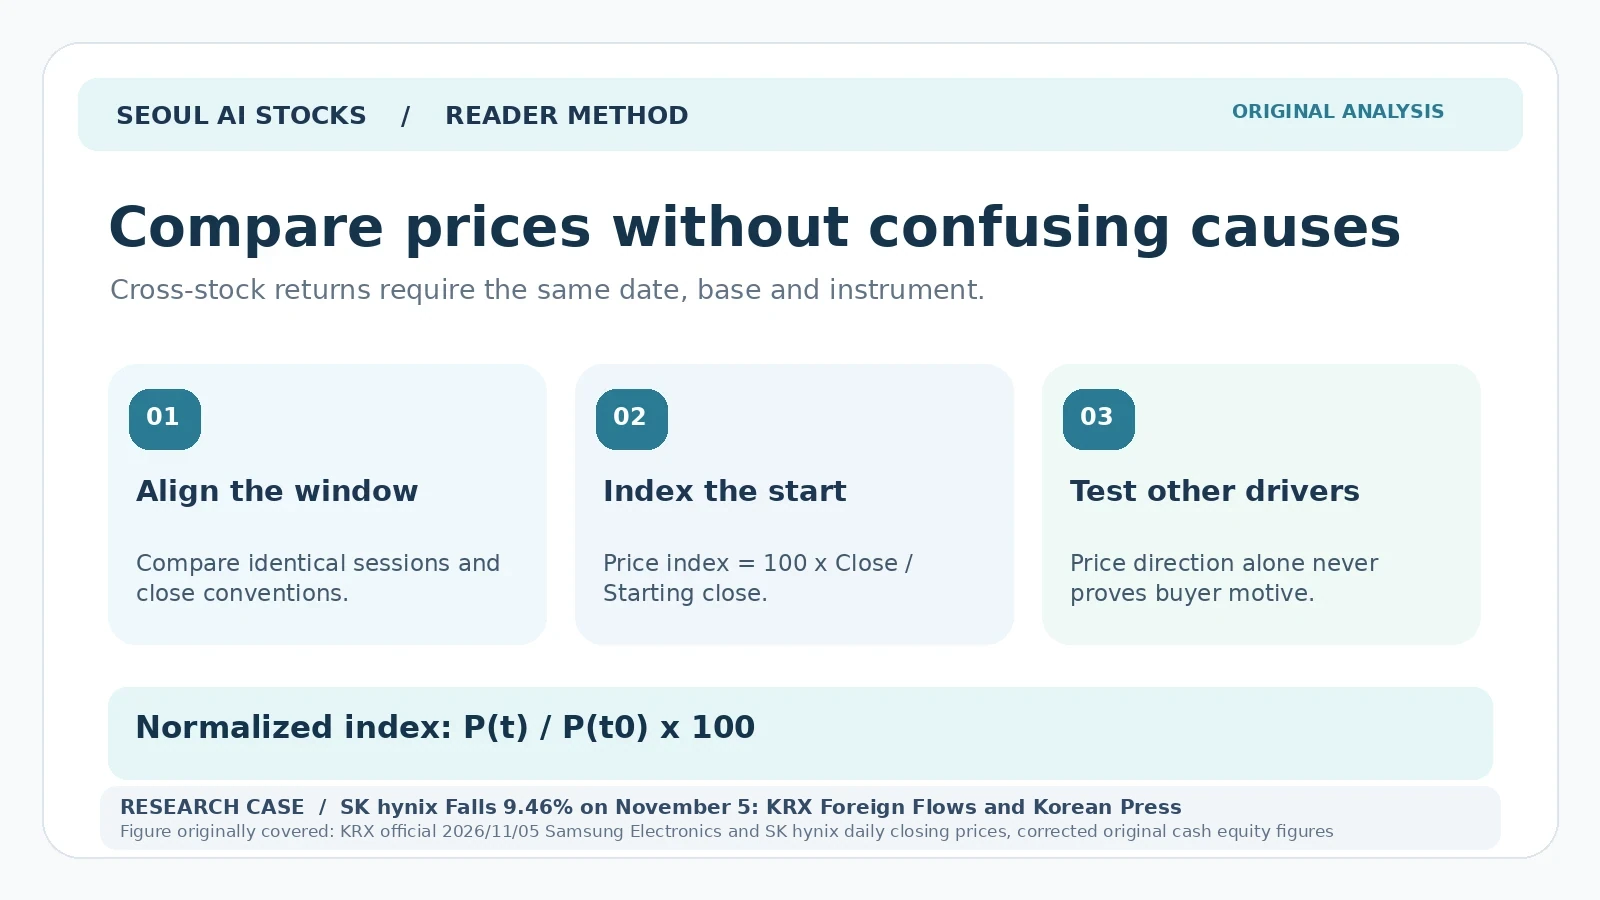 SEOUL AI STOCKS / READER METHOD
ORIGINAL ANALYSIS
Compare prices without confusing causes
Cross-stock returns require the same date, base and instrument.
01
Align the window
Compare identical sessions and
close conventions.
02
Index the start
Price index = 100 x Close /
Starting close.
03
Test other drivers
Price direction alone never
proves buyer motive.
Normalized index: P(t) / P(t0) x 100
RESEARCH CASE / SK hynix Falls 9.46% on November 5: KRX Foreign Flows and Korean Press
Figure originally covered: KRX official 2026/11/05 Samsung Electronics and SK hynix daily closing prices, corrected original cash equity figures